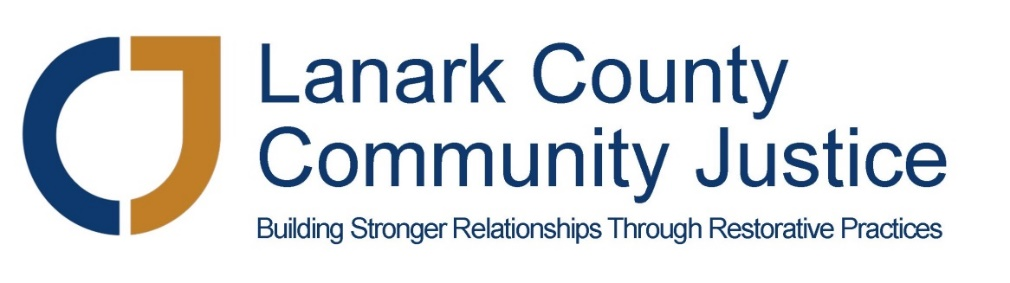 Lanark County
Community Justice
Building Stronger Relationships Through Restorative Practices